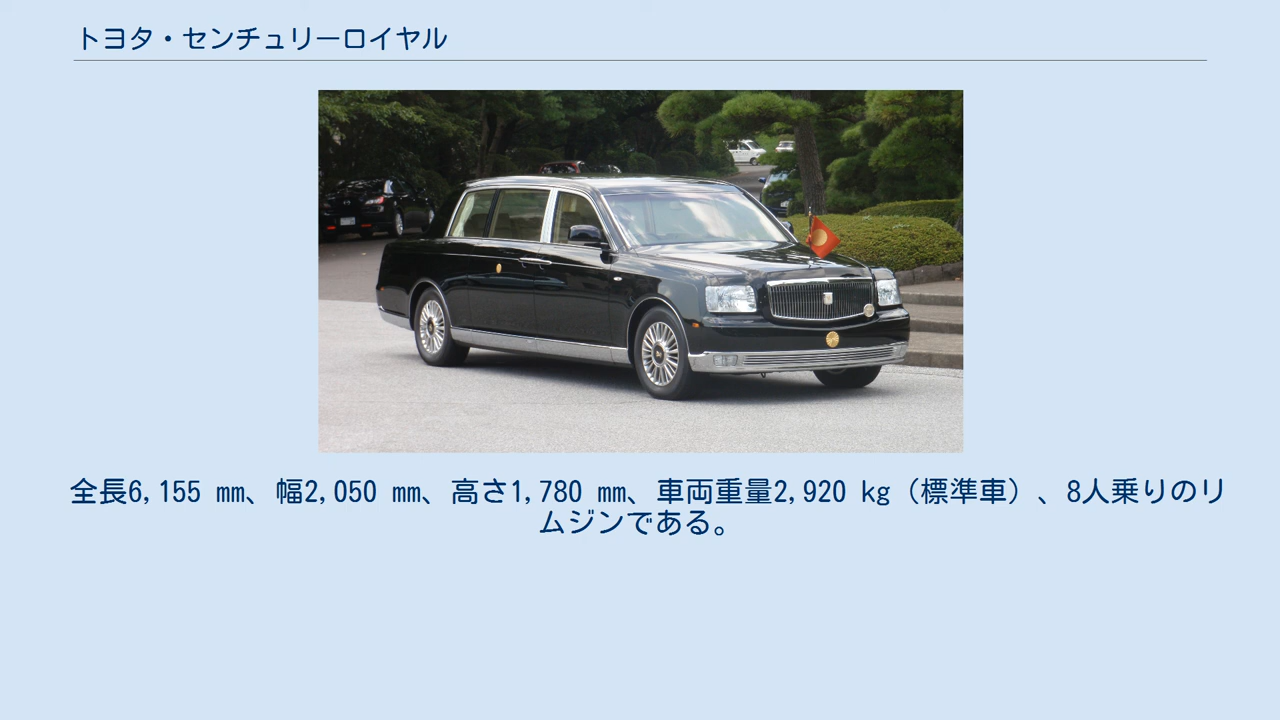 トヨタ・センチュリーロイヤル
全長6,155 mm、幅2,050 mm、高さ1,780 mm、車両重量2,920 kg（標準車）、8人乗りのリ
ムジンである。